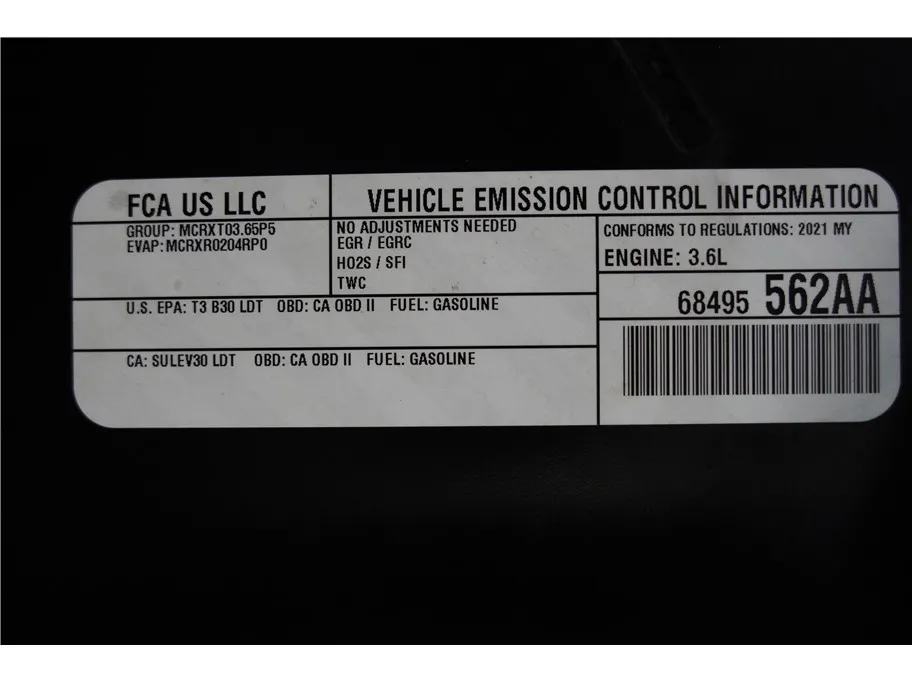 FCA US LLC
VEHICLE EMISSION CONTROL INFORMATION
GROUP: MCRXT03.65P5
EVAP: MCRXR0204RP0
NO ADJUSTMENTS NEEDED
EGR / EGRC
HO2S / SFI
TWC
CONFORMS TO REGULATIONS: 2021 MY
ENGINE: 3.6L
68495 562AA
U.S. EPA: T3 B30 LDT OBD: CA OBD II FUEL: GASOLINE
CA: SULEV30 LDT OBD: CA OBD II FUEL: GASOLINE